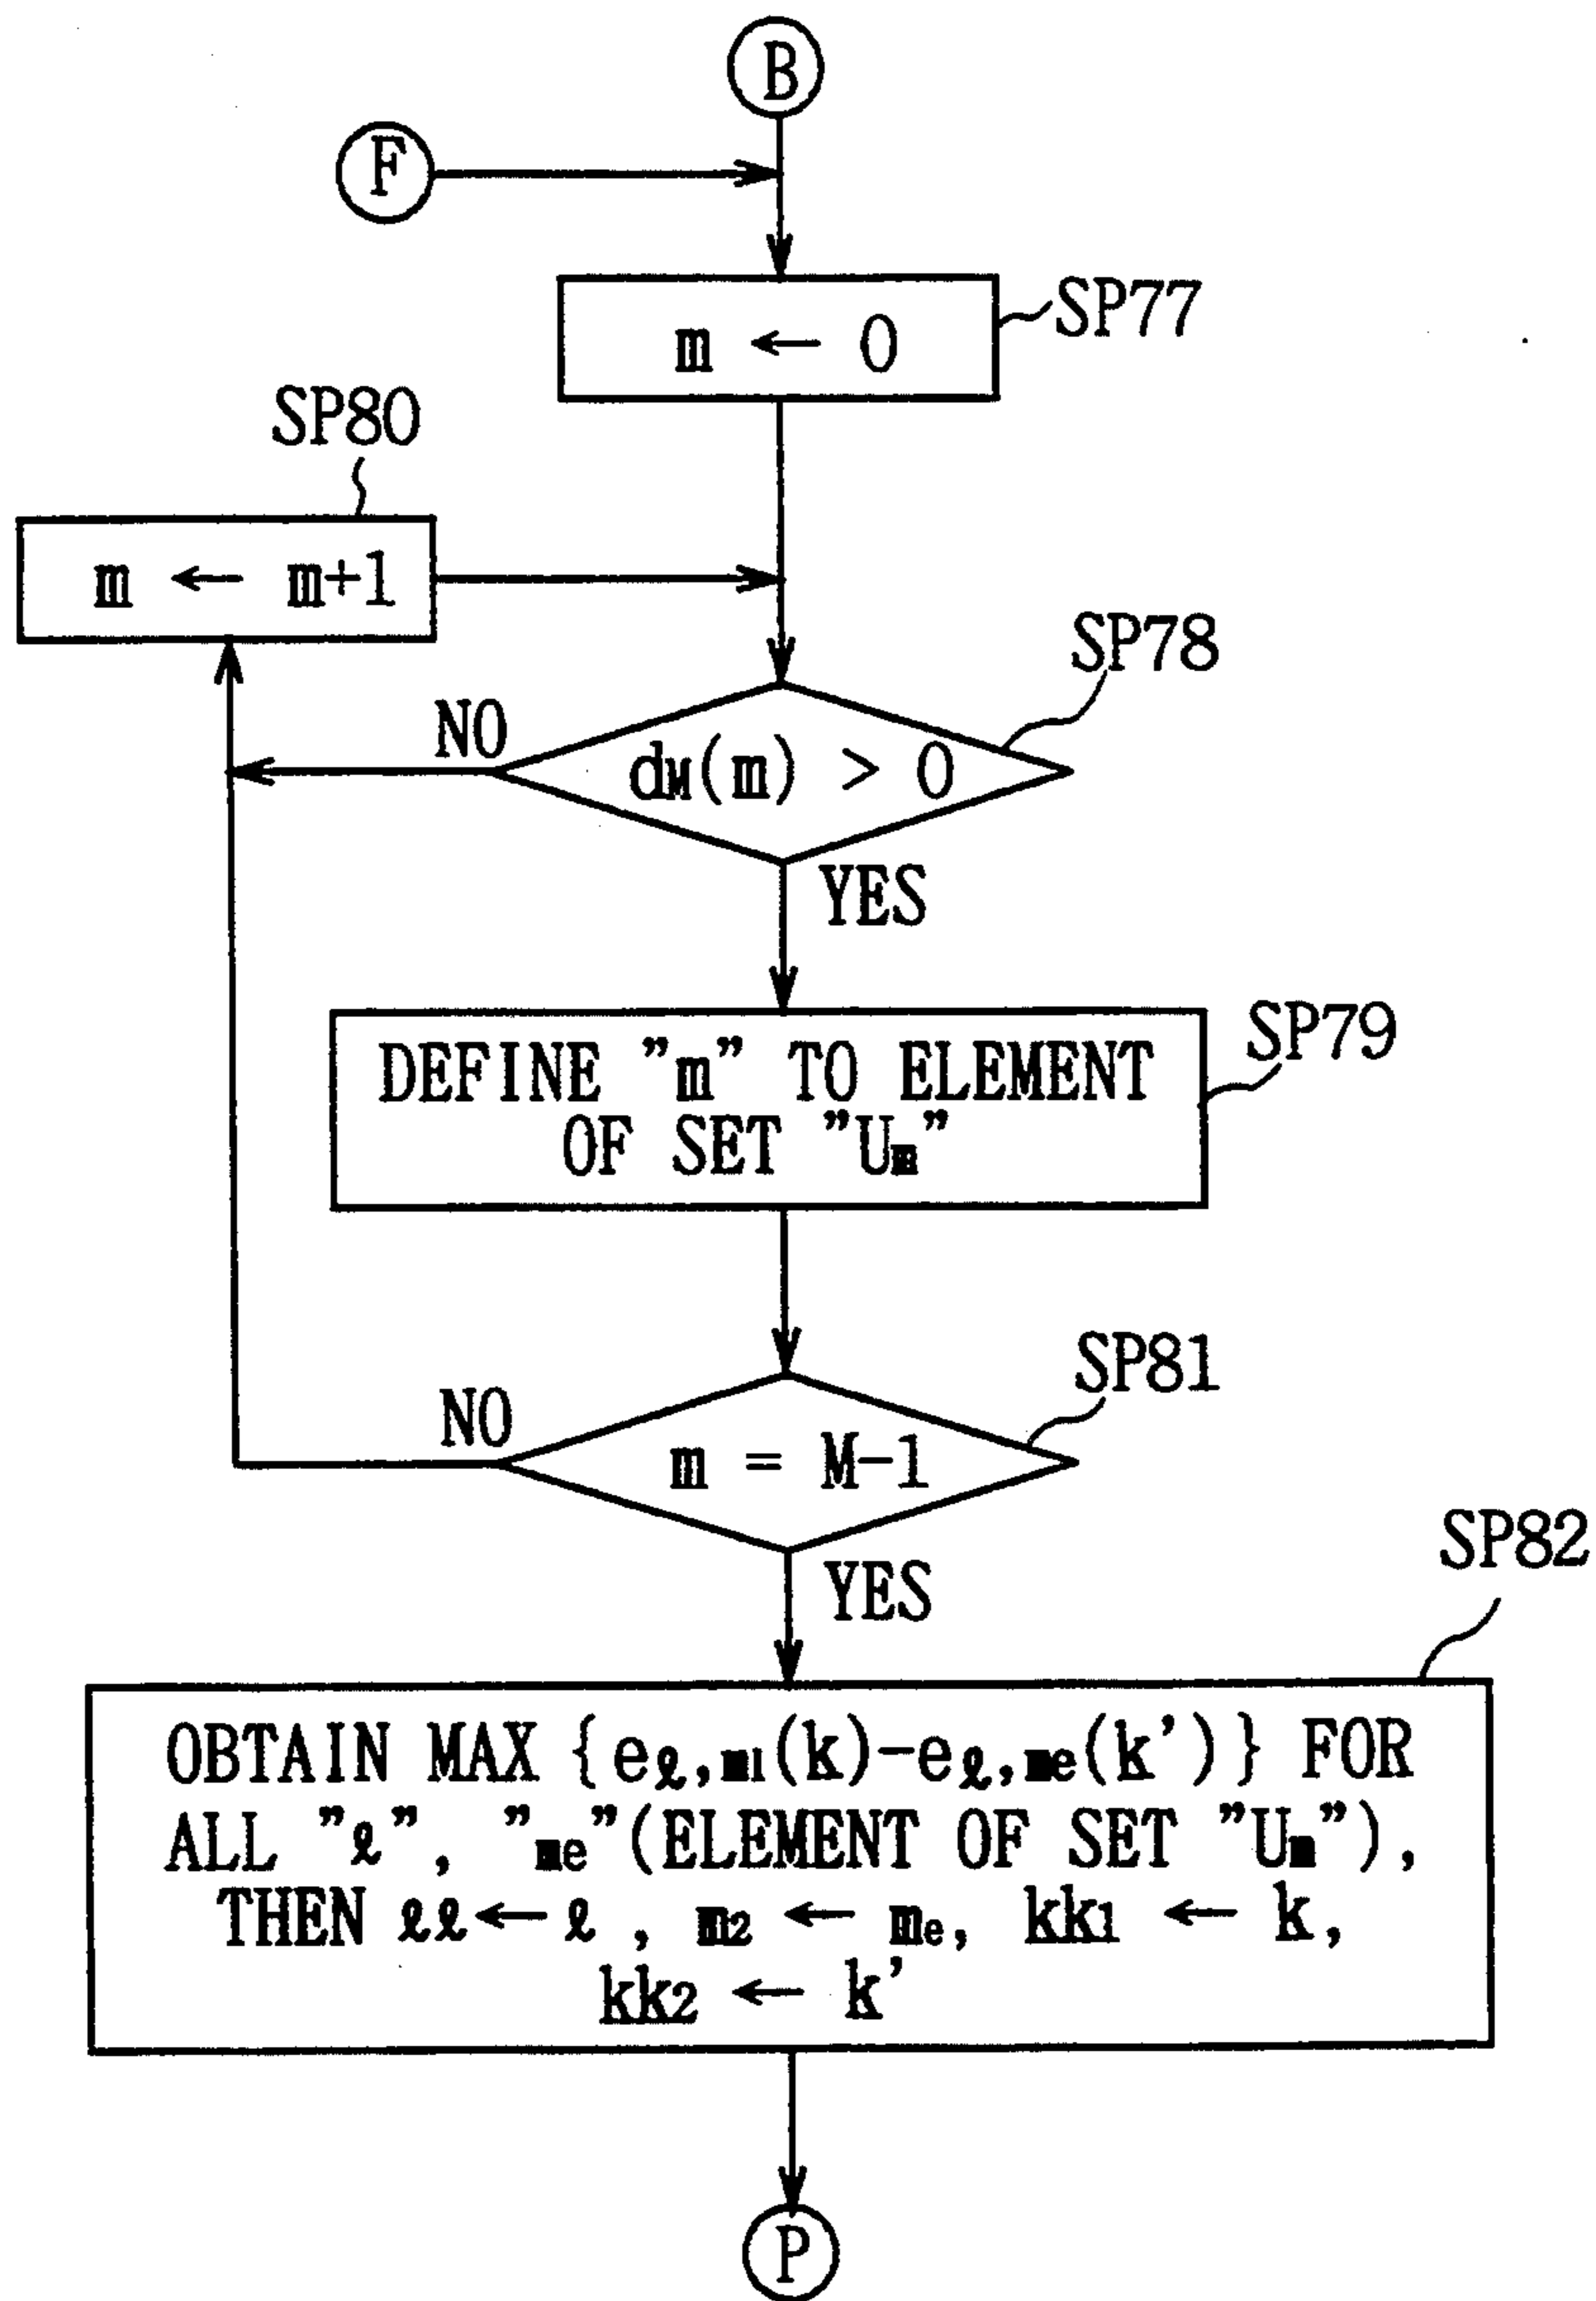 B
F
SP77
m ← 0
SP80
m ← m+1
SP78
NO
dM(m) > 0
YES
SP79
DEFINE "m" TO ELEMENT
OF SET "Um"
SP81
NO
m = M-1
YES
SP82
OBTAIN MAX {eℓ,m1(k)-eℓ,me(k')} FOR
ALL "ℓ", "me"(ELEMENT OF SET "Um"),
THEN ℓℓ← ℓ , m2 ← me, kk1 ← k,
kk2 ← k'
P